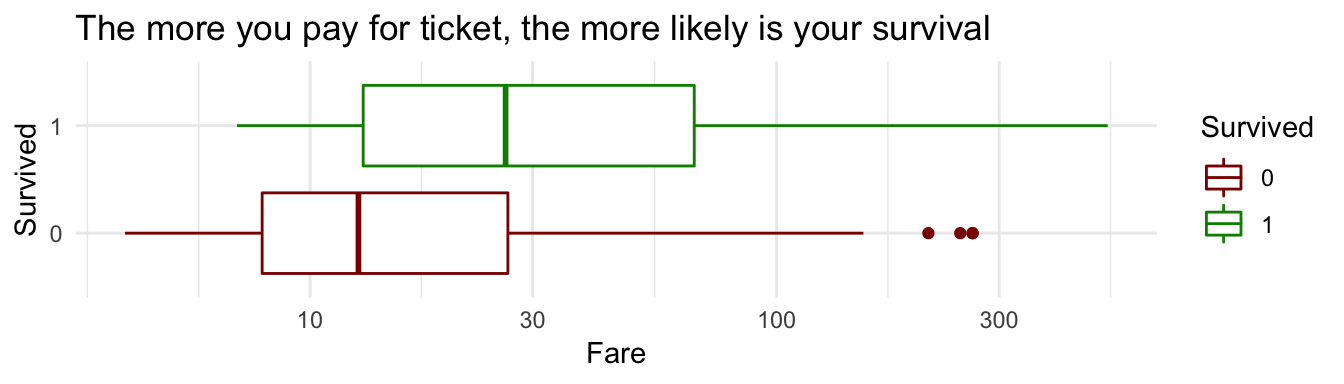 The more you pay for ticket, the more likely is your survival
Survived
1
0
10 30 100 300
Fare
Survived
0
1